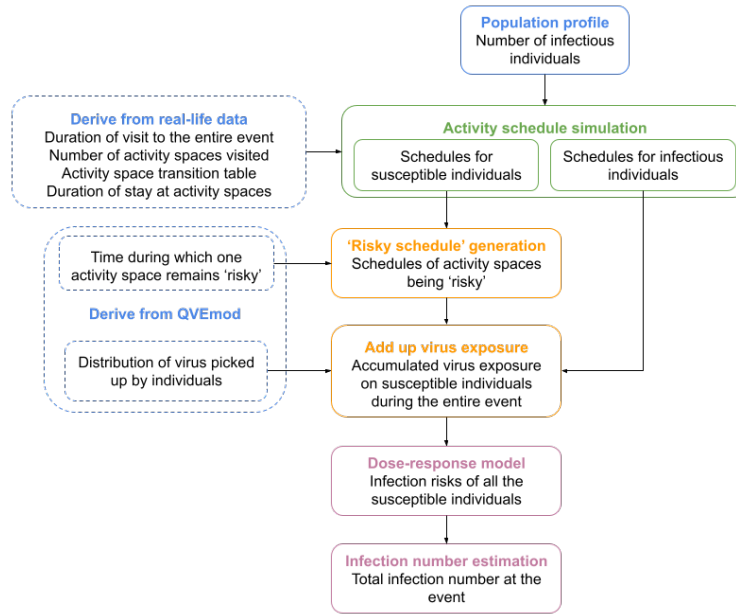 Population profile
Number of infectious
individuals
Derive from real-life data
Duration of visit to the entire event
Number of activity spaces visited
Activity space transition table
Duration of stay at activity spaces
Activity schedule simulation
Schedules for
susceptible individuals
Schedules for infectious
individuals
Time during which one
activity space remains ‘risky’
Derive from QVEmod
Distribution of virus picked
up by individuals
‘Risky schedule’ generation
Schedules of activity spaces
being ‘risky’
Add up virus exposure
Accumulated virus exposure
on susceptible individuals
during the entire event
Dose-response model
Infection risks of all the
susceptible individuals
Infection number estimation
Total infection number at the
event